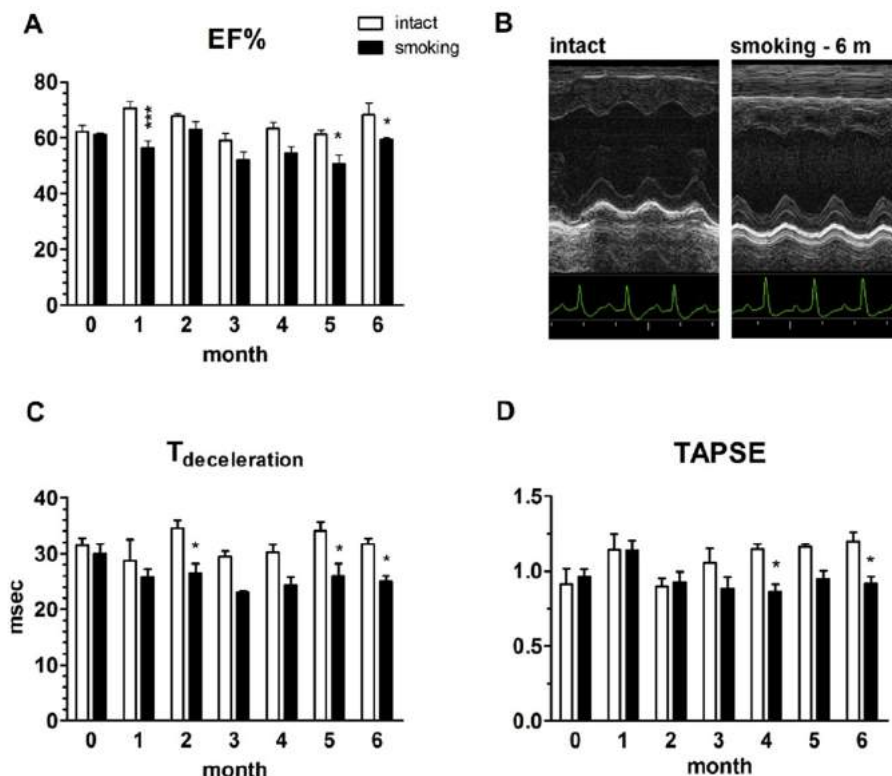 A
EF%
intact
smoking
80
60
40
20
0
***
*
*
0 1 2 3 4 5 6
month
B
intact
smoking - 6 m
C
Tdeceleration
40
30
20
10
0
msec
*
*
*
0 1 2 3 4 5 6
month
D
TAPSE
1.5
1.0
0.5
0.0
*
*
0 1 2 3 4 5 6
month